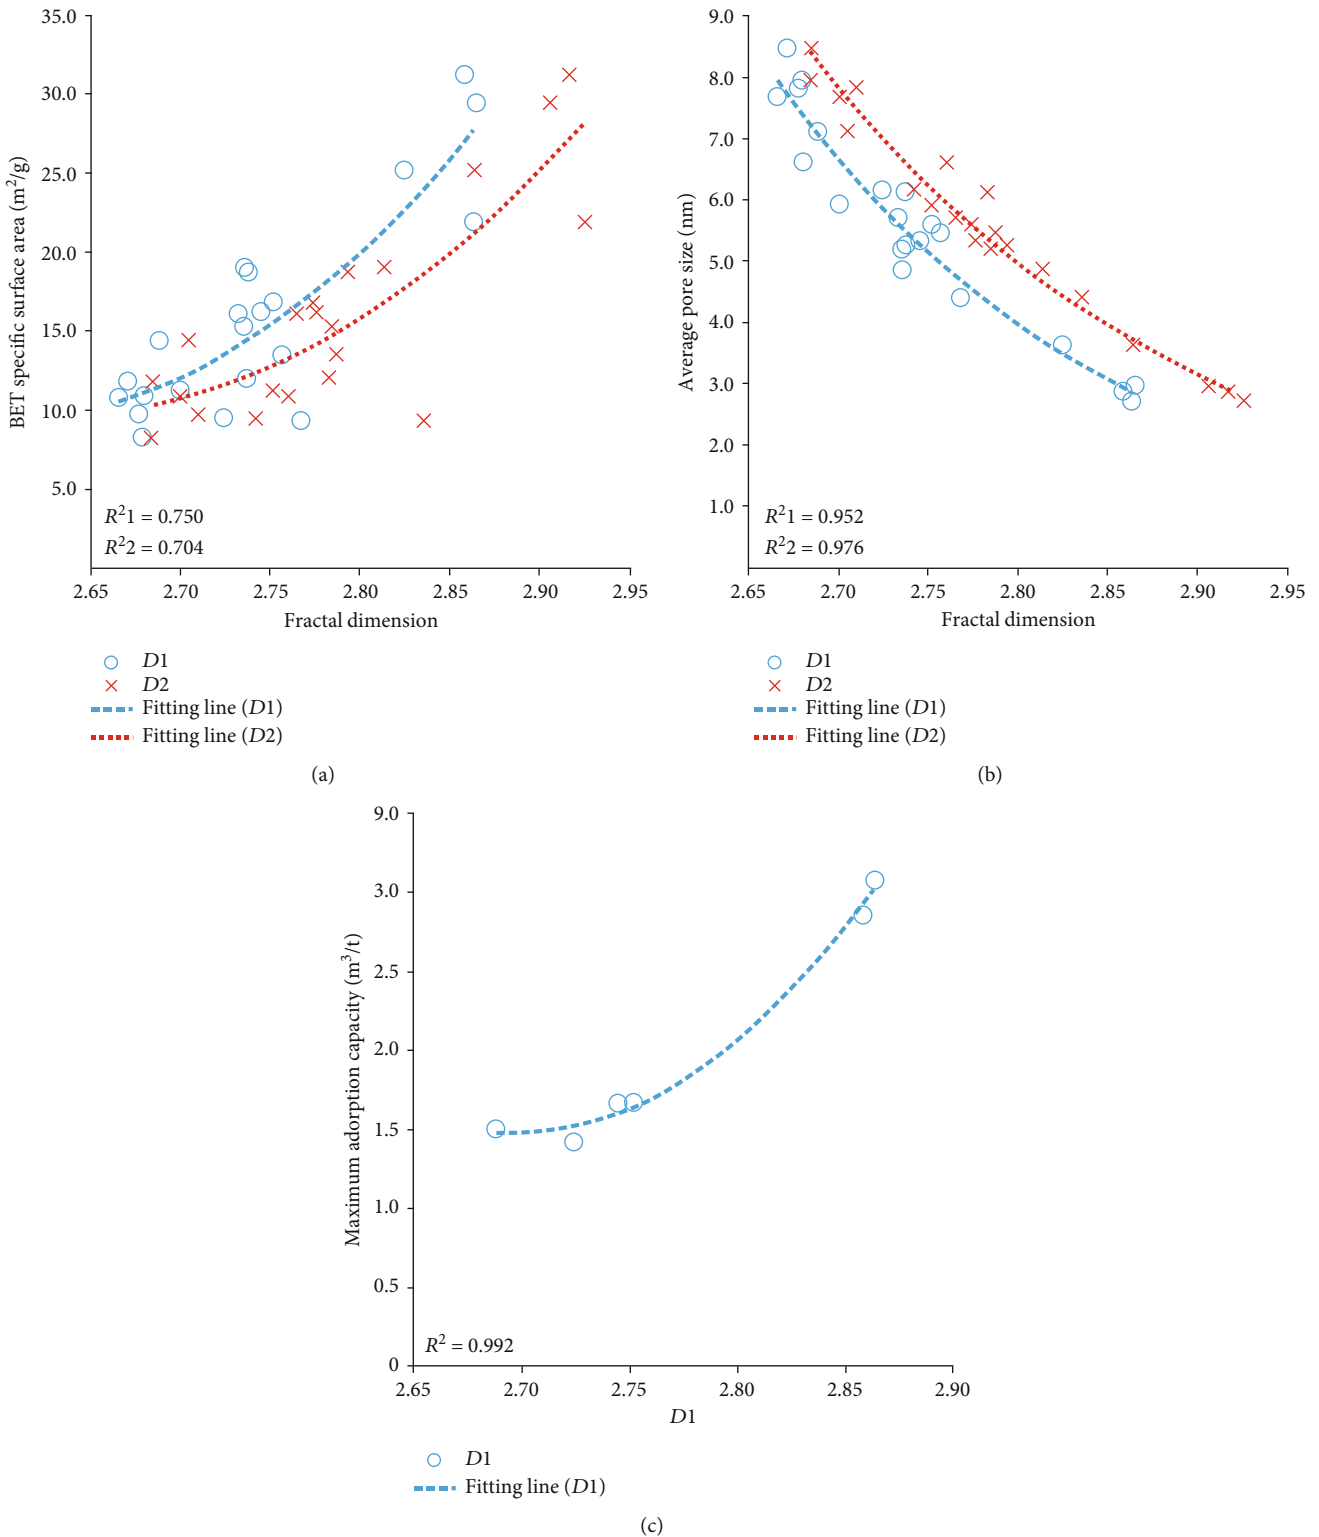 35.0
30.0
25.0
20.0
15.0
10.0
5.0
BET specific surface area (m²/g)
R²1 = 0.750
R²2 = 0.704
2.65 2.70 2.75 2.80 2.85 2.90 2.95
Fractal dimension
D1
D2
Fitting line (D1)
Fitting line (D2)
(a)
9.0
8.0
7.0
6.0
5.0
4.0
3.0
2.0
1.0
Average pore size (nm)
R²1 = 0.952
R²2 = 0.976
2.65 2.70 2.75 2.80 2.85 2.90 2.95
Fractal dimension
D1
D2
Fitting line (D1)
Fitting line (D2)
(b)
9.0
3.0
2.5
2.0
1.5
1.0
0.5
0
Maximum adorption capacity (m³/t)
R² = 0.992
2.65 2.70 2.75 2.80 2.85 2.90
D1
D1
Fitting line (D1)
(c)